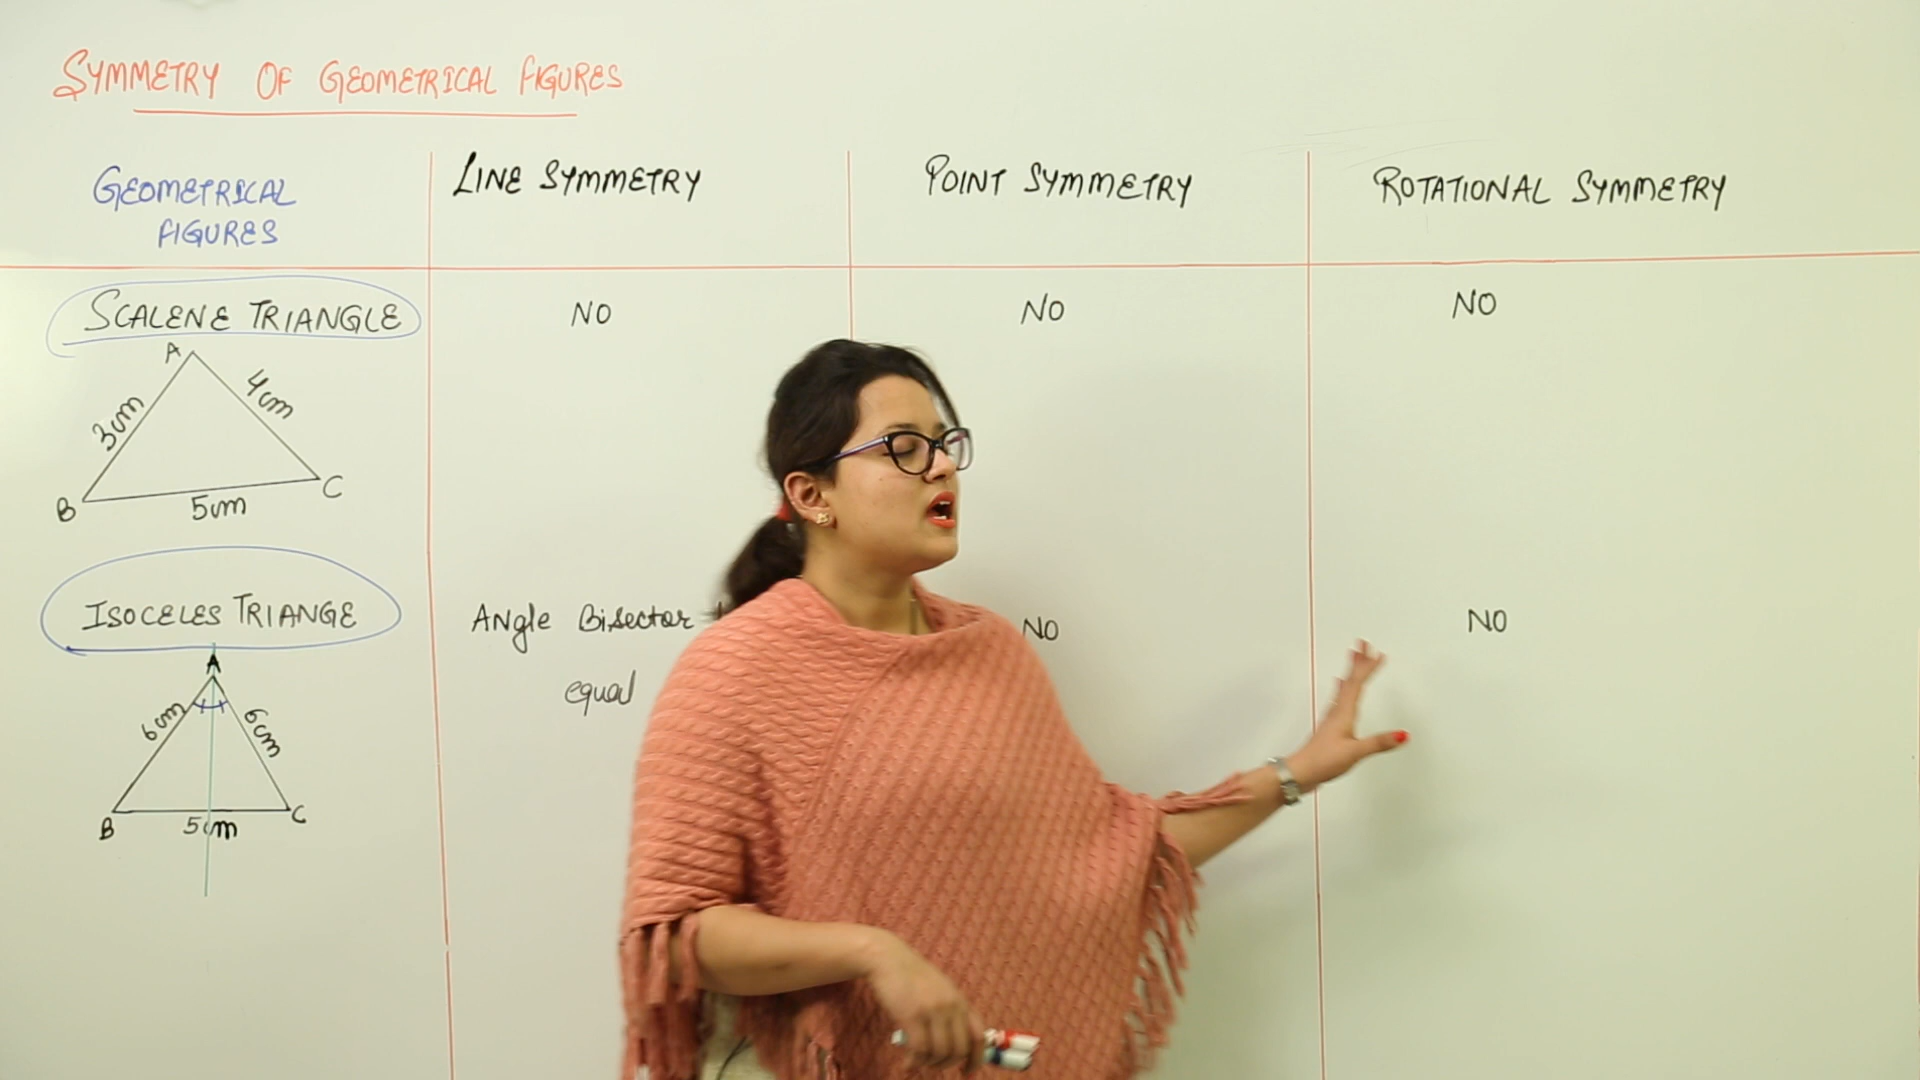 SYMMETRY OF GEOMETRICAL FIGURES
GEOMETRICAL
FIGURES
LINE SYMMETRY
POINT SYMMETRY
ROTATIONAL SYMMETRY
SCALENE TRIANGLE
NO
NO
NO
A
3cm
4cm
B
5cm
C
ISOCELES TRIANGE
Angle Bisector
equal
NO
NO
A
6cm
6cm
B
5cm
C